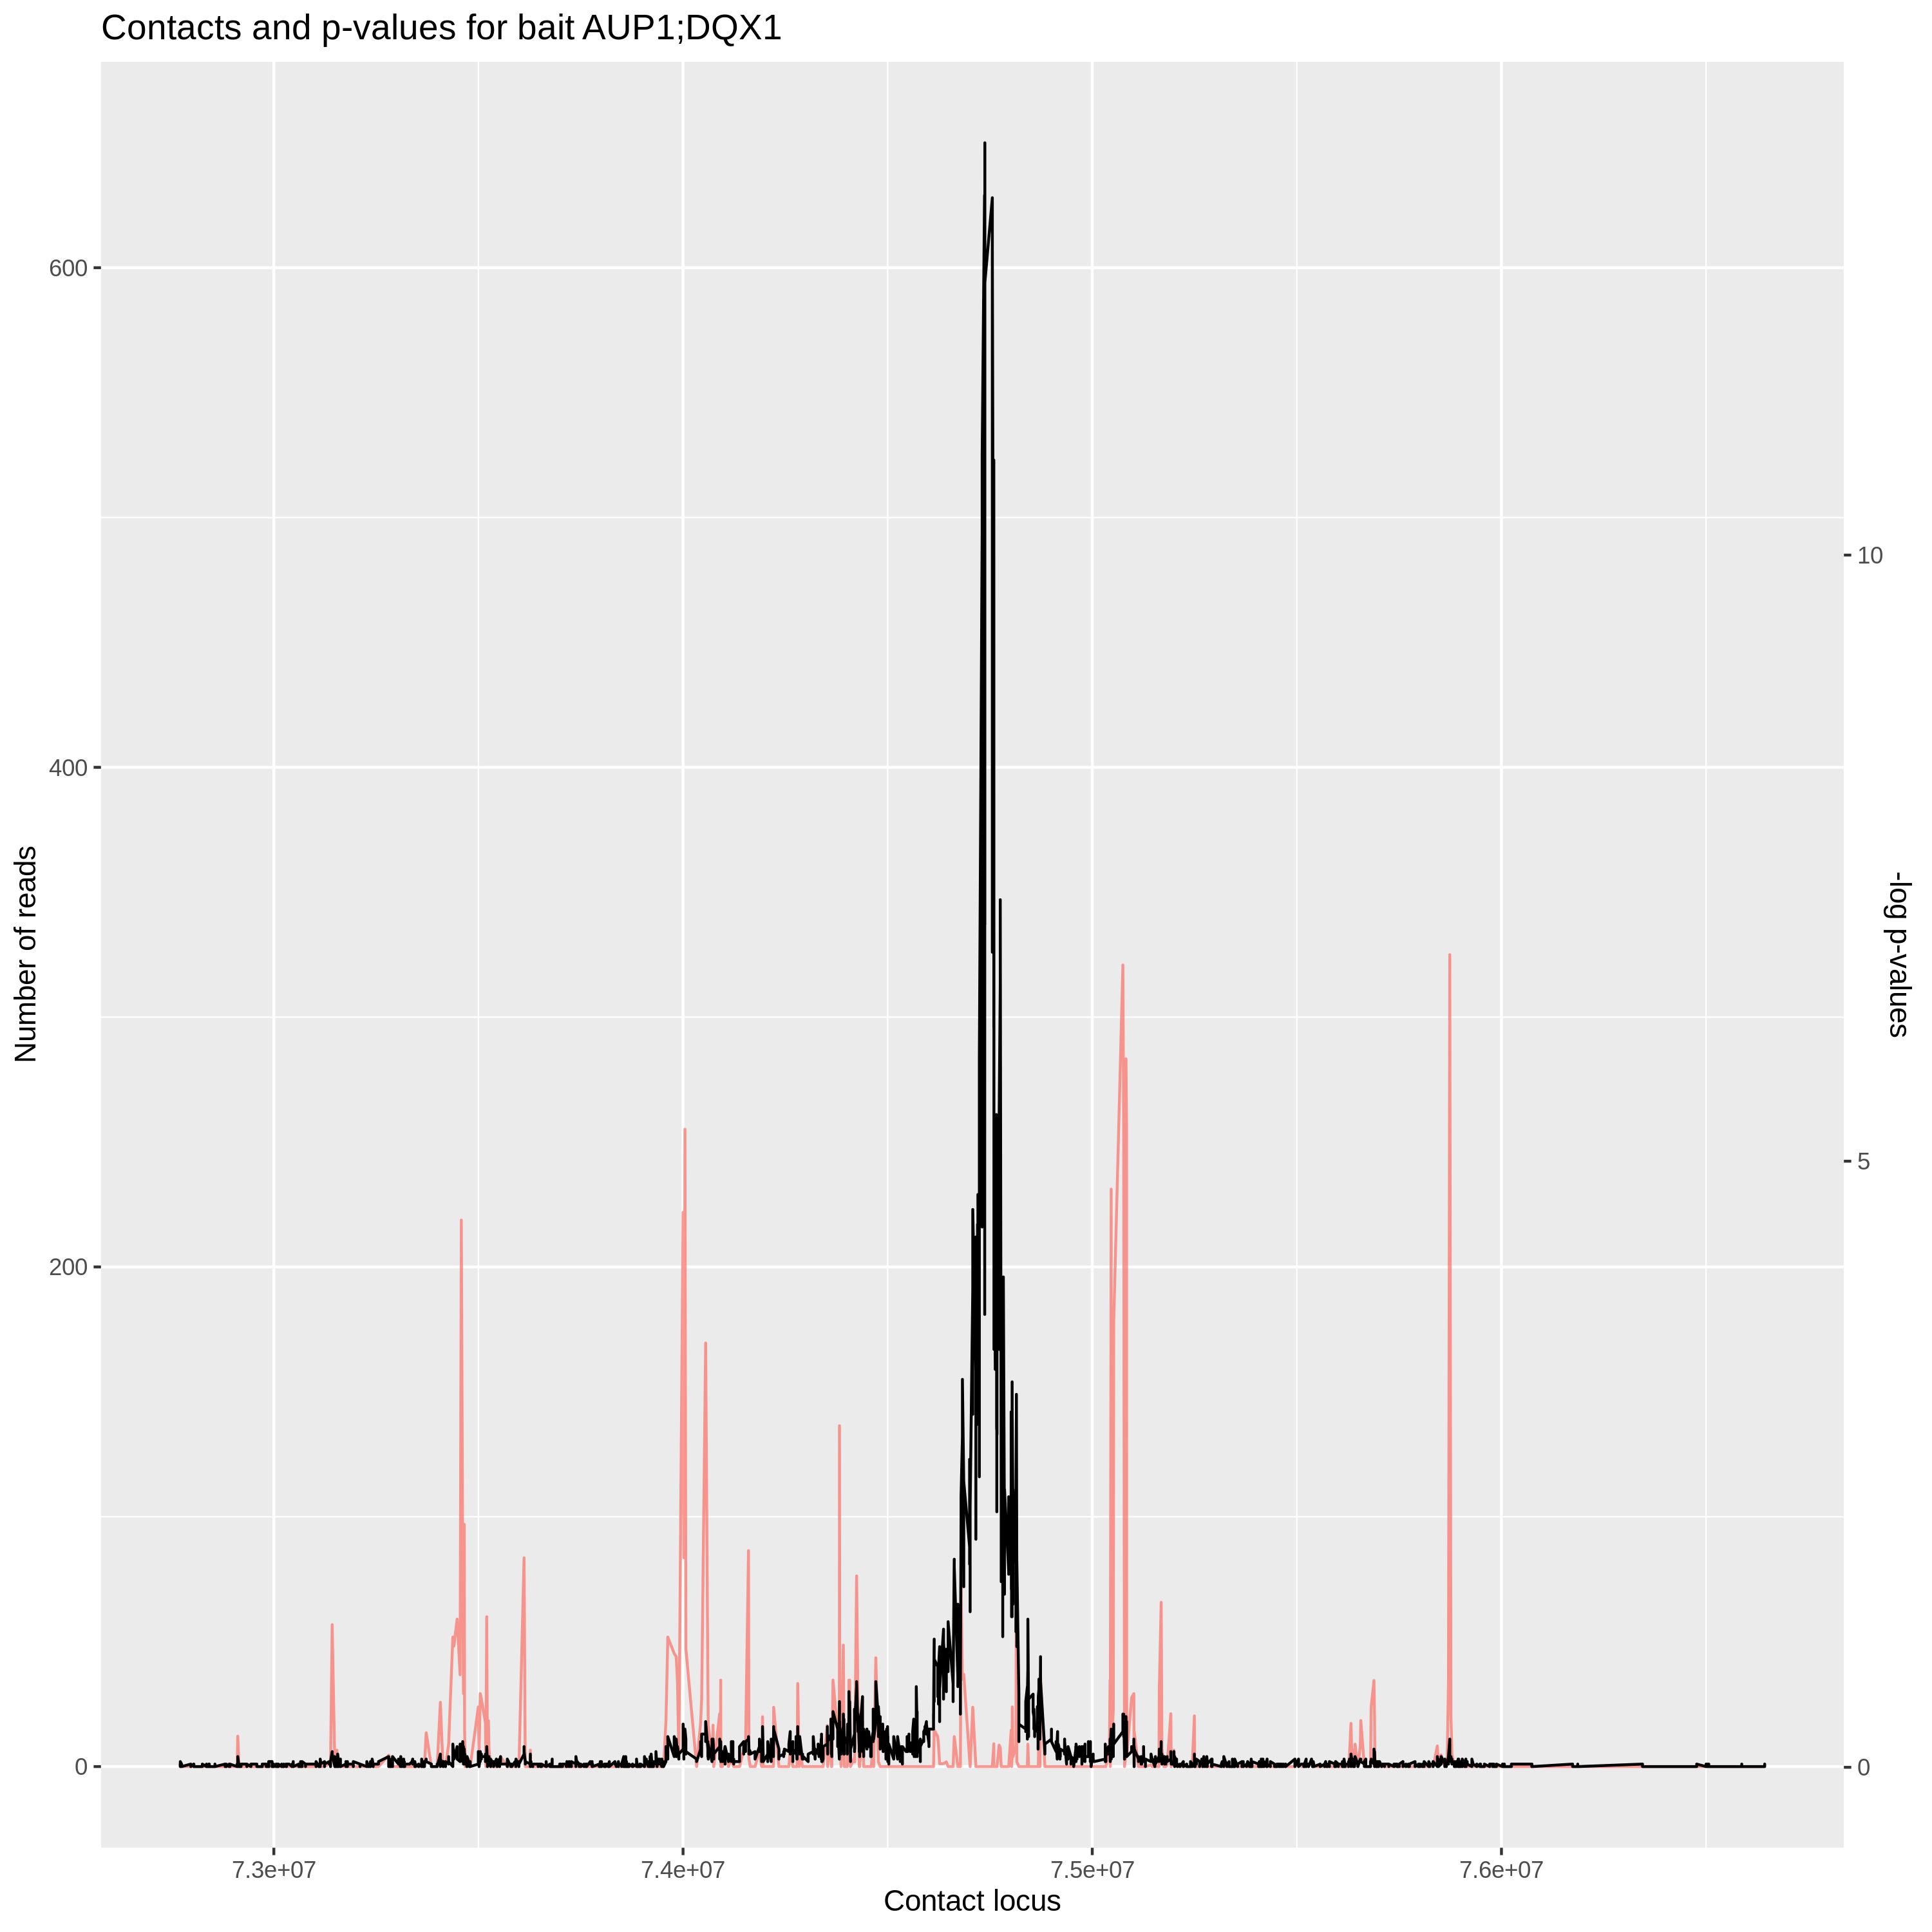 Contacts and p-values for bait AUP1;DQX1
600
400
200
0
Number of reads
10
5
0
-log p-values
7.3e+07
7.4e+07
7.5e+07
7.6e+07
Contact locus